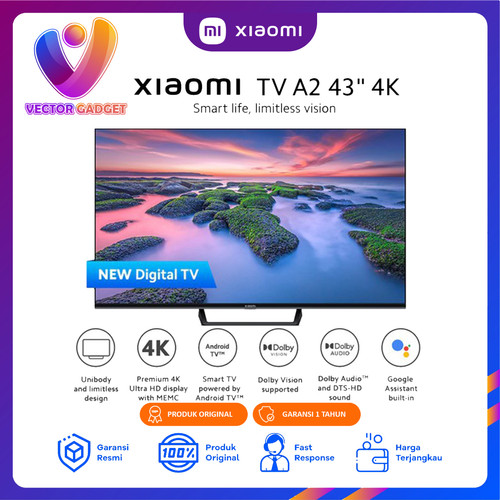 xiaomi
VECTOR GADGET
xiaomi TV A2 43" 4K
Smart life, limitless vision
NEW Digital TV
XIAOMI
4K
Android
TV™
Dolby
VISION
Dolby
AUDIO
Unibody
and limitless
design
Premium 4K
Ultra HD display
with MEMC
Smart TV
powered by
Android TV™
Dolby Vision
supported
Dolby Audio™
and DTS-HD
sound
Google
Assistant
built-in
PRODUK ORIGINAL
GARANSI 1 TAHUN
Garansi
Resmi
100%
Produk
Original
Fast
Response
Harga
Terjangkau